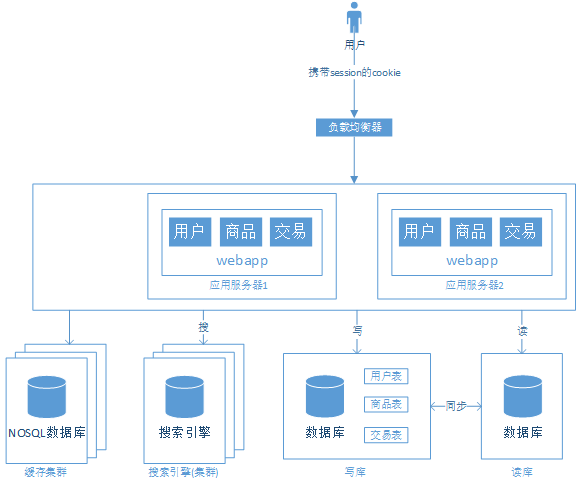 用户
携带session的cookie
负载均衡器
用户 商品 交易
webapp
应用服务器1
用户 商品 交易
webapp
应用服务器2
搜
写
读
NOSQL数据库
缓存集群
搜索引擎
搜索引擎(集群)
数据库
用户表
商品表
交易表
写库
同步
数据库
读库